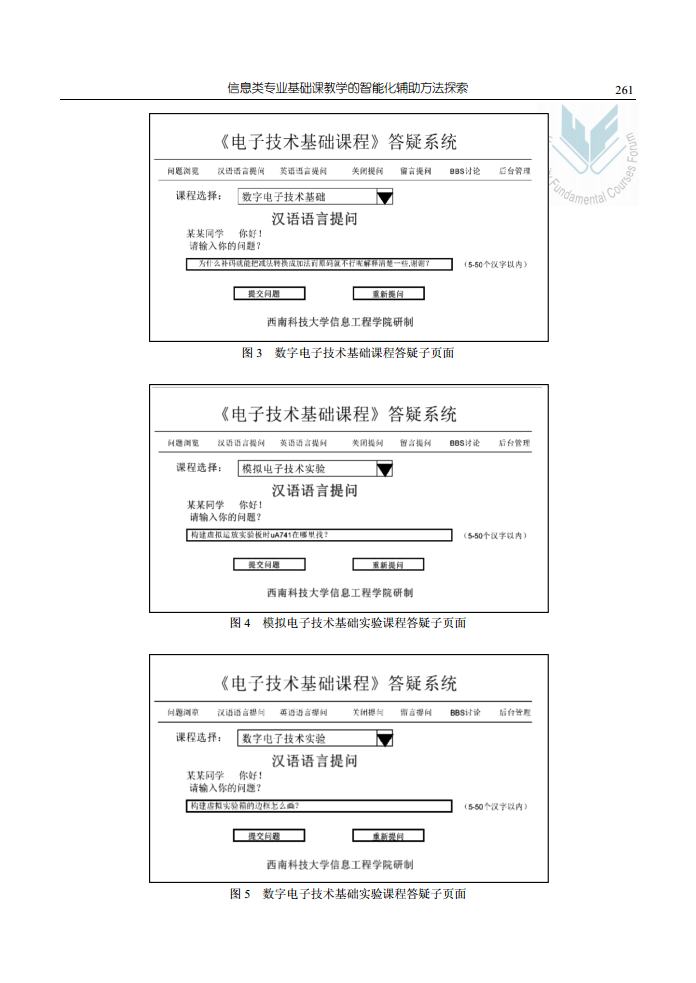 信息类专业基础课教学的智能化辅助方法探索 261
Fundamental Courses Forum
《电子技术基础课程》答疑系统
问题浏览 汉语语言提问 英语语言提问 关闭提问 留言提问 BBS讨论 后台管理
课程选择： 数字电子技术基础
汉语语言提问
某某同学 你好！
请输入你的问题？
为什么补码就能把减法转换成加法而原码就不行呢解释清楚一些,谢谢？ （5-50个汉字以内）
提交问题 重新提问
西南科技大学信息工程学院研制
图 3 数字电子技术基础课程答疑子页面
《电子技术基础课程》答疑系统
问题浏览 汉语语言提问 英语语言提问 关闭提问 留言提问 BBS讨论 后台管理
课程选择： 模拟电子技术实验
汉语语言提问
某某同学 你好！
请输入你的问题？
构建虚拟运放实验板时uA741在哪里找？ （5-50个汉字以内）
提交问题 重新提问
西南科技大学信息工程学院研制
图 4 模拟电子技术基础实验课程答疑子页面
《电子技术基础课程》答疑系统
问题浏览 汉语语言提问 英语语言提问 关闭提问 留言提问 BBS讨论 后台管理
课程选择： 数字电子技术实验
汉语语言提问
某某同学 你好！
请输入你的问题？
构建虚拟实验箱的边框怎么画？ （5-50个汉字以内）
提交问题 重新提问
西南科技大学信息工程学院研制
图 5 数字电子技术基础实验课程答疑子页面